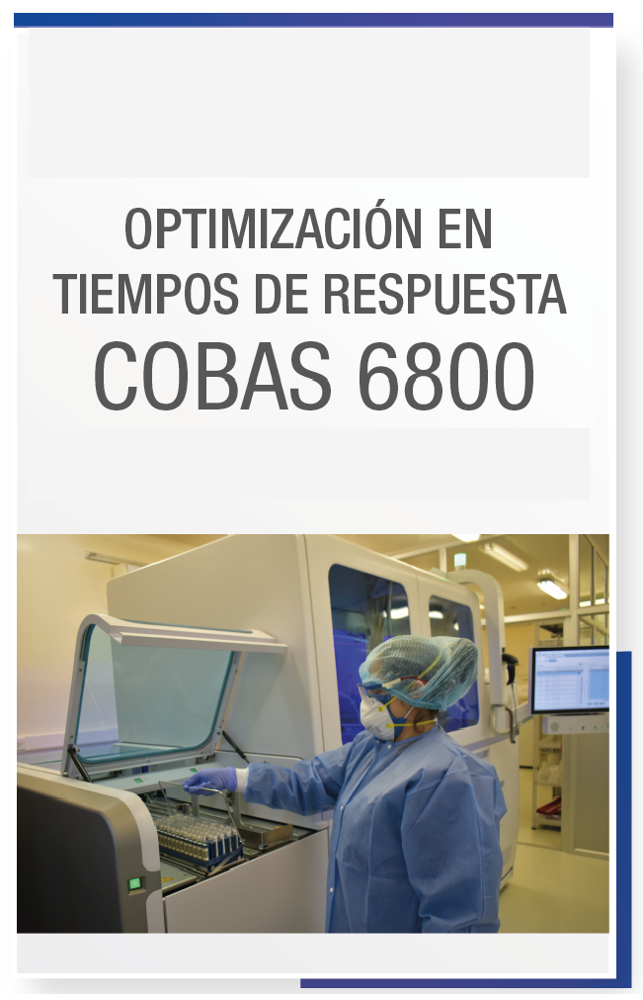 OPTIMIZACIÓN EN
TIEMPOS DE RESPUESTA
COBAS 6800